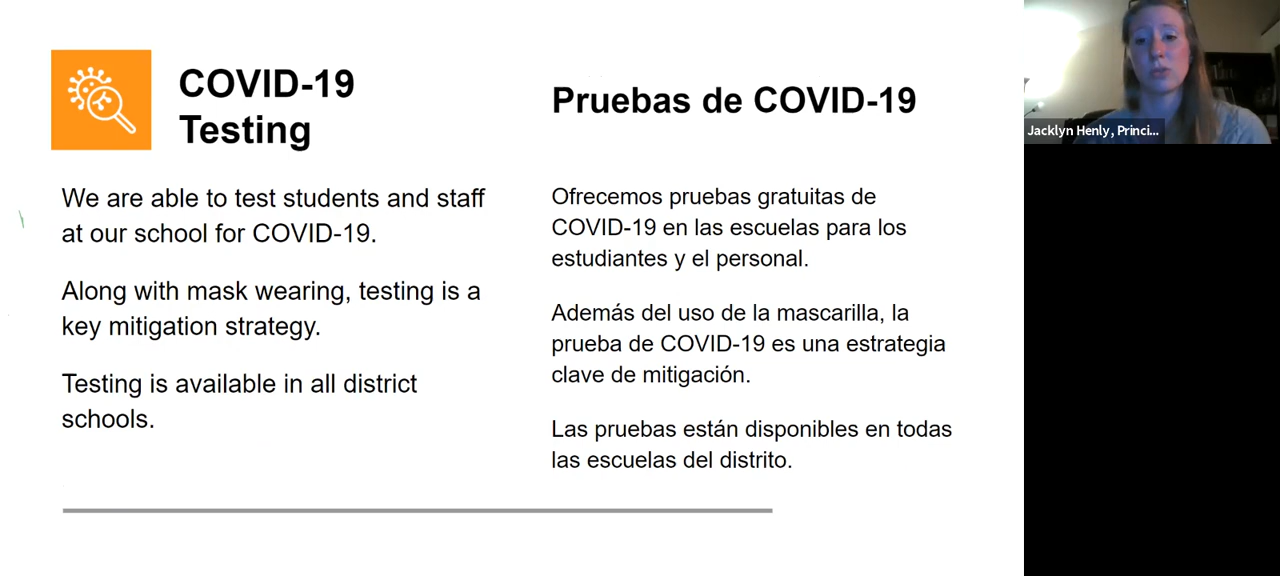 COVID-19
Testing
We are able to test students and staff
at our school for COVID-19.
Along with mask wearing, testing is a
key mitigation strategy.
Testing is available in all district
schools.
Pruebas de COVID-19
Ofrecemos pruebas gratuitas de
COVID-19 en las escuelas para los
estudiantes y el personal.
Además del uso de la mascarilla, la
prueba de COVID-19 es una estrategia
clave de mitigación.
Las pruebas están disponibles en todas
las escuelas del distrito.
Jacklyn Henly, Princi...